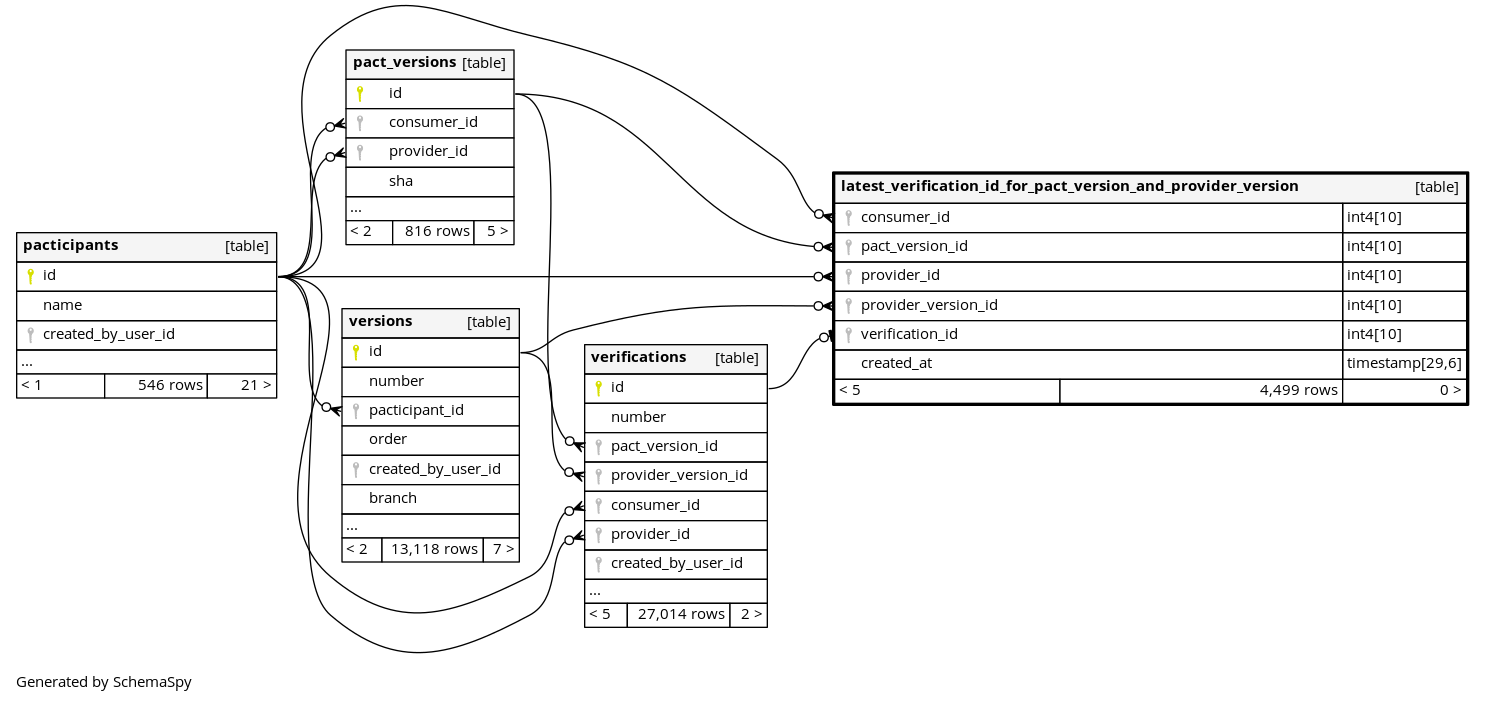 pact_versions [table]
id
consumer_id
provider_id
sha
...
< 2 816 rows 5 >
pacticipants [table]
id
name
created_by_user_id
...
< 1 546 rows 21 >
versions [table]
id
number
pacticipant_id
order
created_by_user_id
branch
...
< 2 13,118 rows 7 >
verifications [table]
id
number
pact_version_id
provider_version_id
consumer_id
provider_id
created_by_user_id
...
< 5 27,014 rows 2 >
latest_verification_id_for_pact_version_and_provider_version [table]
consumer_id int4[10]
pact_version_id int4[10]
provider_id int4[10]
provider_version_id int4[10]
verification_id int4[10]
created_at timestamp[29,6]
< 5 4,499 rows 0 >
Generated by SchemaSpy